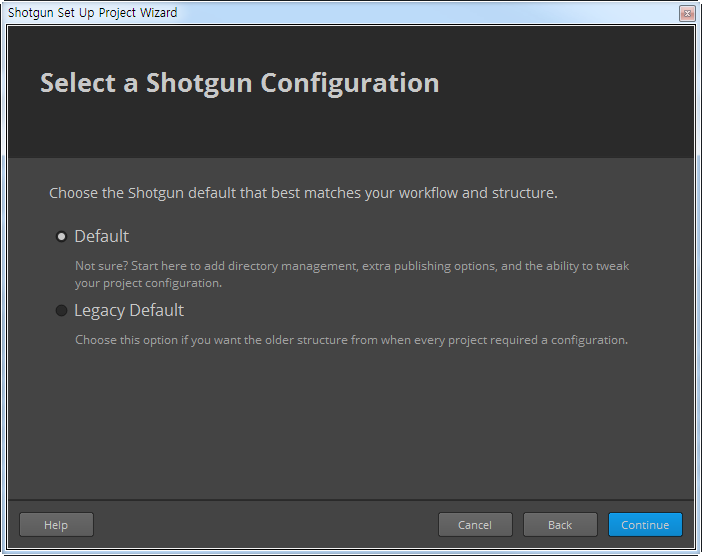 Shotgun Set Up Project Wizard
Select a Shotgun Configuration
Choose the Shotgun default that best matches your workflow and structure.
Default
Not sure? Start here to add directory management, extra publishing options, and the ability to tweak
your project configuration.
Legacy Default
Choose this option if you want the older structure from when every project required a configuration.
Help
Cancel
Back
Continue